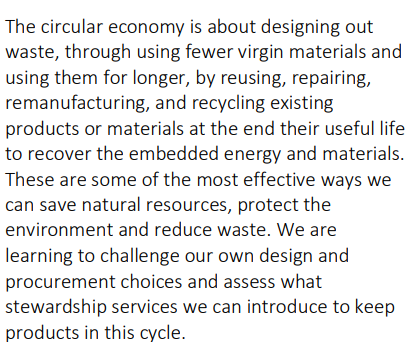 The circular economy is about designing out
waste, through using fewer virgin materials and
using them for longer, by reusing, repairing,
remanufacturing, and recycling existing
products or materials at the end their useful life
to recover the embedded energy and materials.
These are some of the most effective ways we
can save natural resources, protect the
environment and reduce waste. We are
learning to challenge our own design and
procurement choices and assess what
stewardship services we can introduce to keep
products in this cycle.